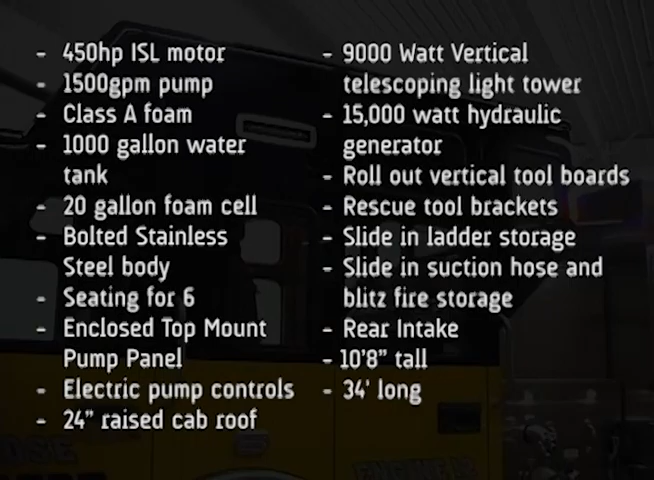 - 450hp ISL motor
- 1500gpm pump
- Class A foam
- 1000 gallon water
tank
- 20 gallon foam cell
- Bolted Stainless
Steel body
- Seating for 6
- Enclosed Top Mount
Pump Panel
- Electric pump controls
- 24” raised cab roof
- 9000 Watt Vertical
telescoping light tower
- 15,000 watt hydraulic
generator
- Roll out vertical tool boards
- Rescue tool brackets
- Slide in ladder storage
- Slide in suction hose and
blitz fire storage
- Rear Intake
- 10'8” tall
- 34' long